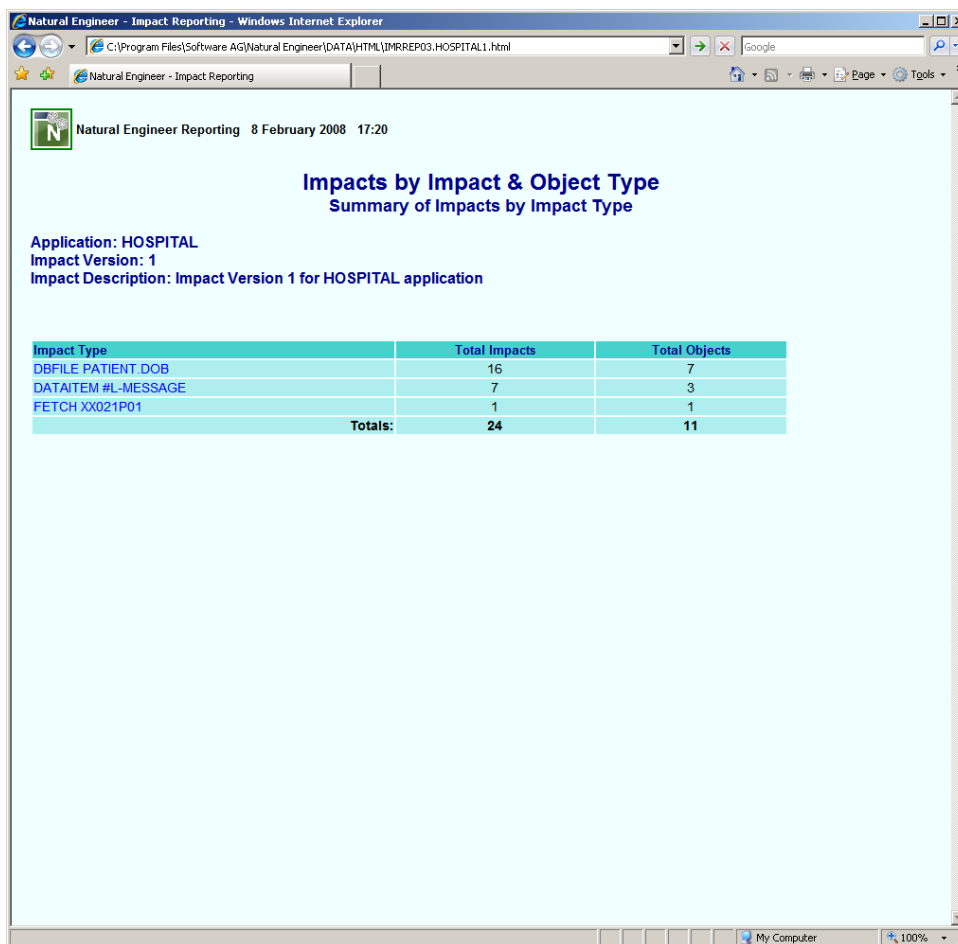 Natural Engineer - Impact Reporting - Windows Internet Explorer
C:\Program Files\Software AG\Natural Engineer\DATA\HTML\IMRREP03.HOSPITAL1.html
Google
Natural Engineer - Impact Reporting
Page
Tools
N Natural Engineer Reporting 8 February 2008 17:20
Impacts by Impact & Object Type
Summary of Impacts by Impact Type
Application: HOSPITAL
Impact Version: 1
Impact Description: Impact Version 1 for HOSPITAL application
Impact Type Total Impacts Total Objects
DBFILE PATIENT.DOB 16 7
DATAITEM #L-MESSAGE 7 3
FETCH XX021P01 1 1
Totals: 24 11
My Computer 100%